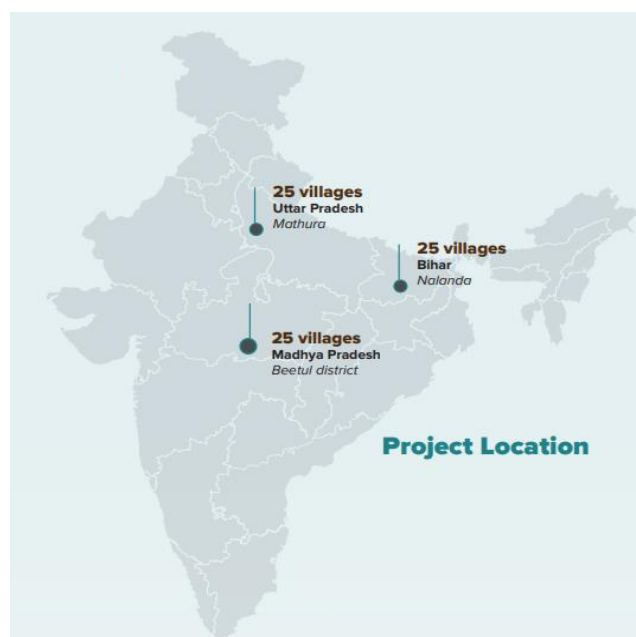 25 villages
Uttar Pradesh
Mathura
25 villages
Bihar
Nalanda
25 villages
Madhya Pradesh
Beetul district
Project Location